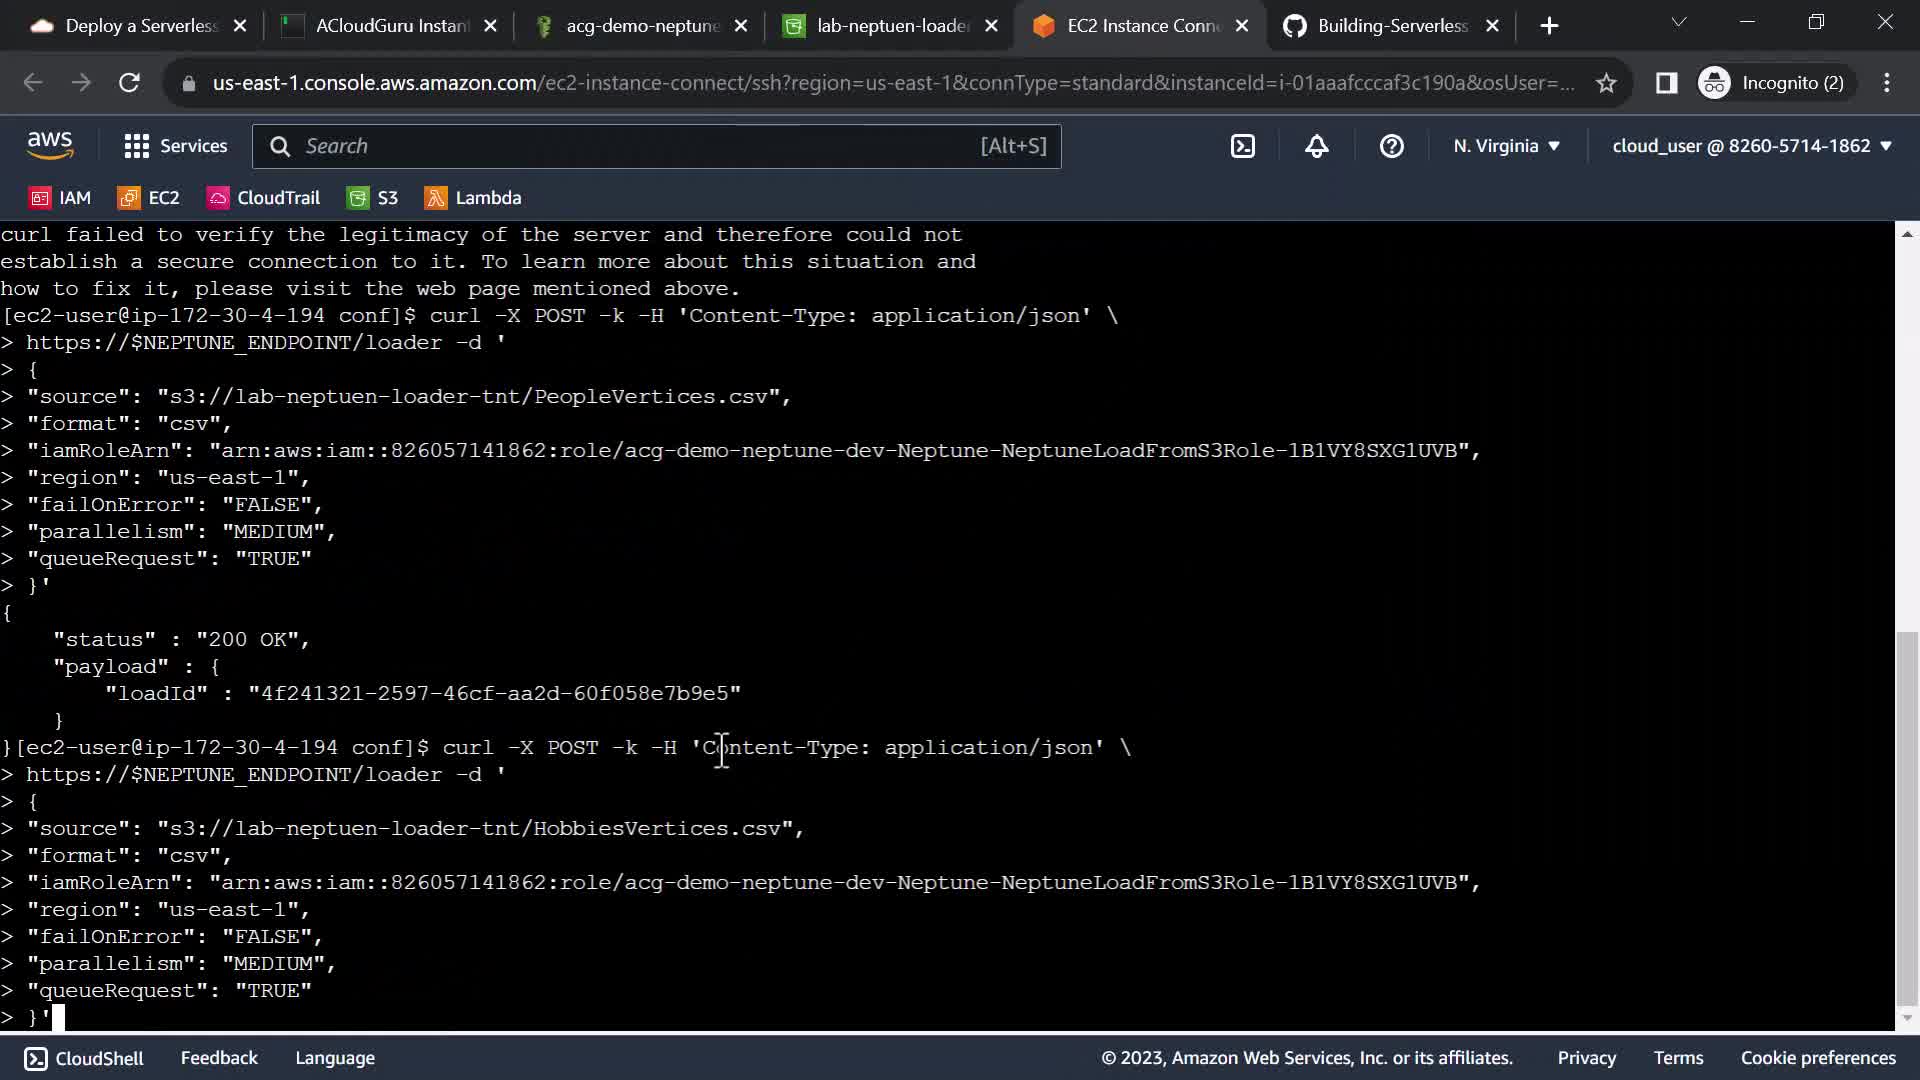 Deploy a Serverless
ACloudGuru Instant
acg-demo-neptune
lab-neptuen-loader
EC2 Instance Conne
Building-Serverless
us-east-1.console.aws.amazon.com/ec2-instance-connect/ssh?region=us-east-1&connType=standard&instanceId=i-01aaafcccaf3c190a&osUser=...
Incognito (2)
aws
Services
Search
[Alt+S]
N. Virginia
cloud_user @ 8260-5714-1862
IAM
EC2
CloudTrail
S3
Lambda
curl failed to verify the legitimacy of the server and therefore could not
establish a secure connection to it. To learn more about this situation and
how to fix it, please visit the web page mentioned above.
[ec2-user@ip-172-30-4-194 conf]$ curl -X POST -k -H 'Content-Type: application/json' \
> https://$NEPTUNE_ENDPOINT/loader -d '
> {
> "source": "s3://lab-neptuen-loader-tnt/PeopleVertices.csv",
> "format": "csv",
> "iamRoleArn": "arn:aws:iam::826057141862:role/acg-demo-neptune-dev-Neptune-NeptuneLoadFromS3Role-1B1VY8SXG1UVB",
> "region": "us-east-1",
> "failOnError": "FALSE",
> "parallelism": "MEDIUM",
> "queueRequest": "TRUE"
> }'
{
"status" : "200 OK",
"payload" : {
"loadId" : "4f241321-2597-46cf-aa2d-60f058e7b9e5"
}
}[ec2-user@ip-172-30-4-194 conf]$ curl -X POST -k -H 'Content-Type: application/json' \
> https://$NEPTUNE_ENDPOINT/loader -d '
> {
> "source": "s3://lab-neptuen-loader-tnt/HobbiesVertices.csv",
> "format": "csv",
> "iamRoleArn": "arn:aws:iam::826057141862:role/acg-demo-neptune-dev-Neptune-NeptuneLoadFromS3Role-1B1VY8SXG1UVB",
> "region": "us-east-1",
> "failOnError": "FALSE",
> "parallelism": "MEDIUM",
> "queueRequest": "TRUE"
> }'
CloudShell
Feedback
Language
© 2023, Amazon Web Services, Inc. or its affiliates.
Privacy
Terms
Cookie preferences